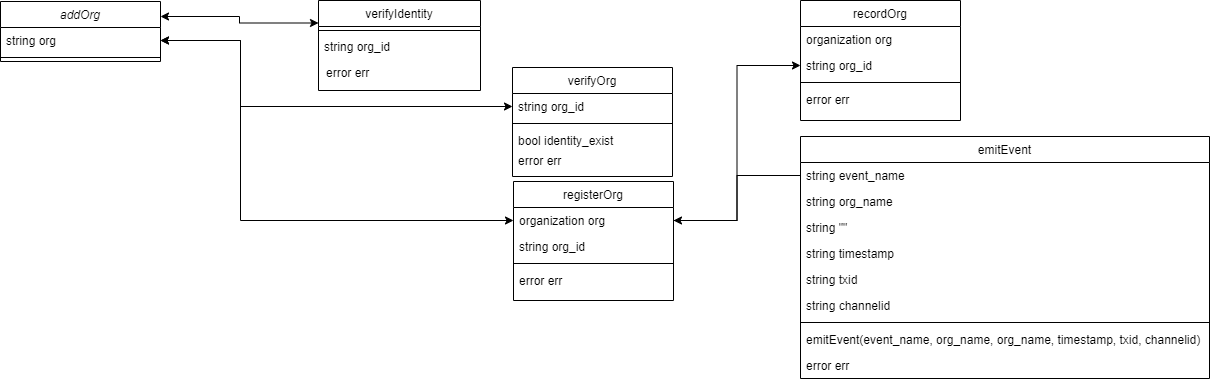 addOrg
string org
verifyIdentity
string org_id
error err
verifyOrg
string org_id
bool identity_exist
error err
registerOrg
organization org
string org_id
error err
recordOrg
organization org
string org_id
error err
emitEvent
string event_name
string org_name
string ""
string timestamp
string txid
string channelid
emitEvent(event_name, org_name, org_name, timestamp, txid, channelid)
error err